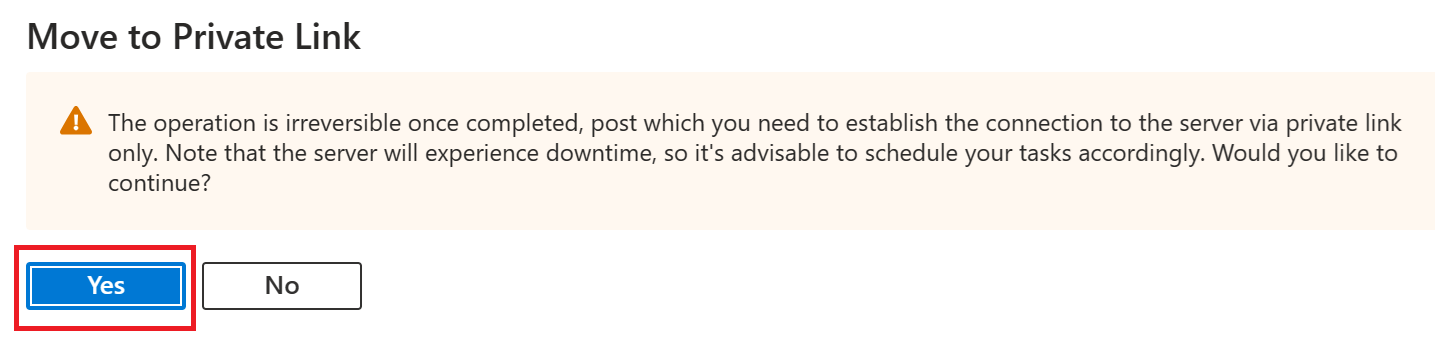 Move to Private Link
The operation is irreversible once completed, post which you need to establish the connection to the server via private link
only. Note that the server will experience downtime, so it's advisable to schedule your tasks accordingly. Would you like to
continue?
Yes No